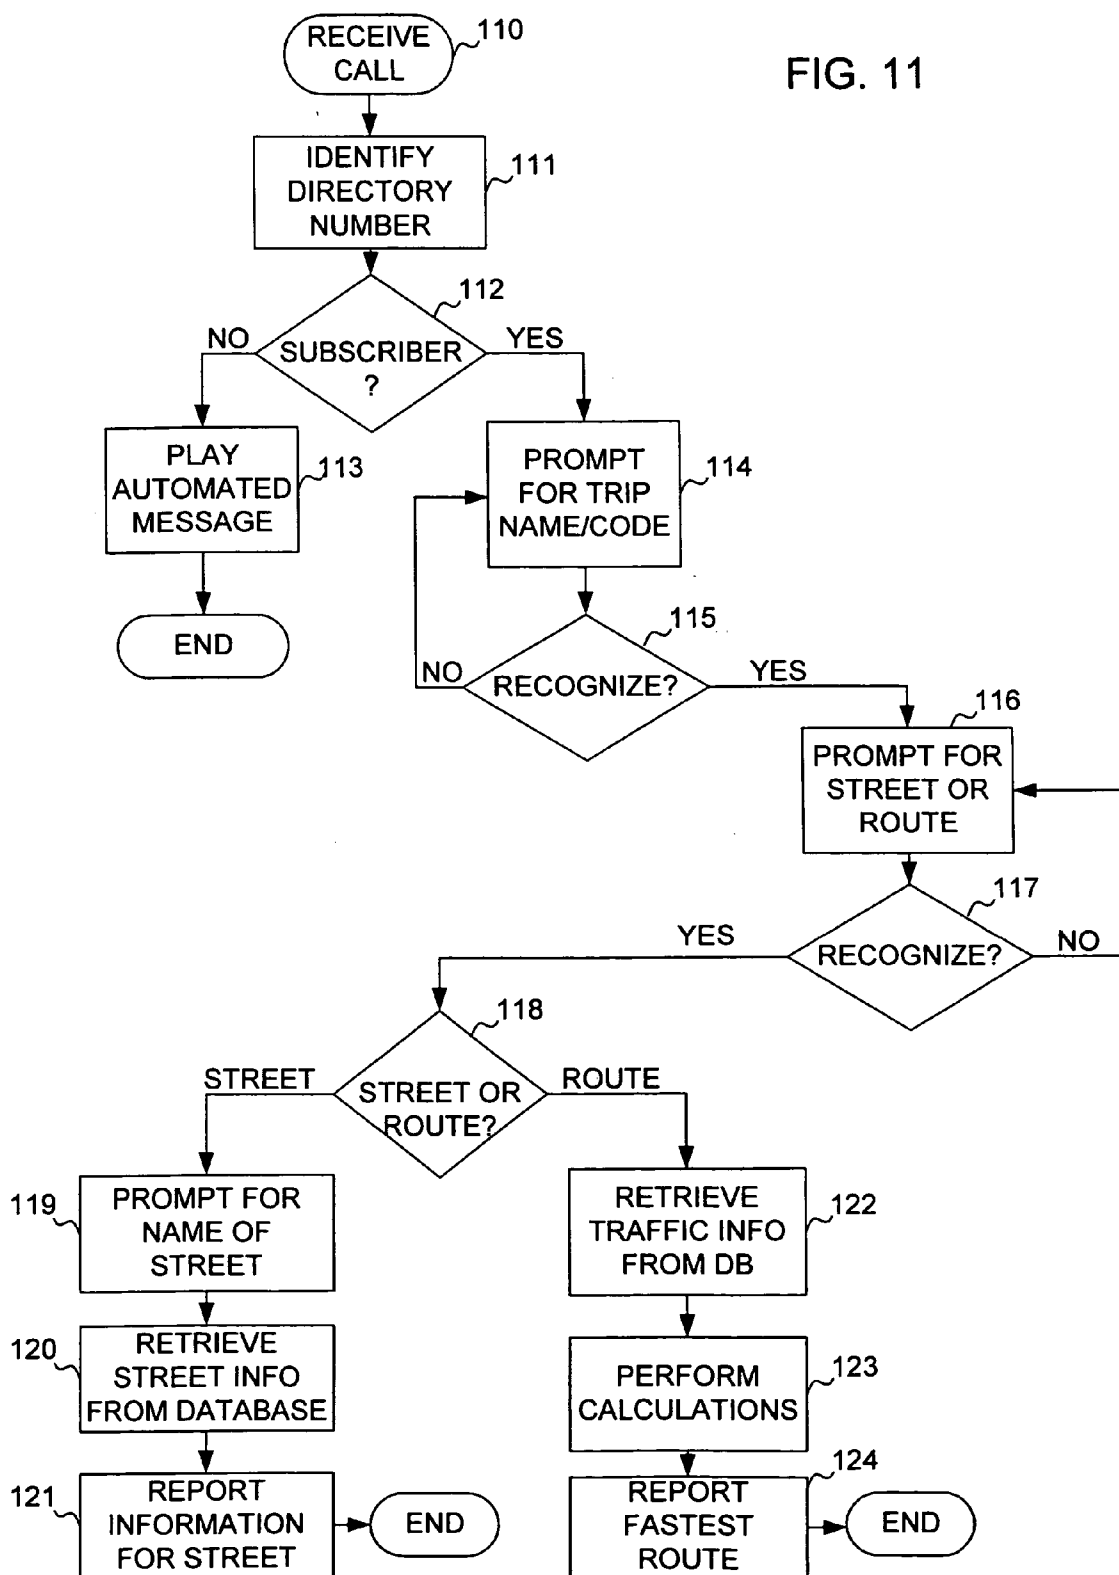 RECEIVE
CALL
110
FIG. 11
IDENTIFY
DIRECTORY
NUMBER
111
112
NO
SUBSCRIBER
?
YES
PLAY
AUTOMATED
MESSAGE
113
PROMPT
FOR TRIP
NAME/CODE
114
END
115
NO
RECOGNIZE?
YES
116
PROMPT FOR
STREET OR
ROUTE
117
YES
RECOGNIZE?
NO
118
STREET
STREET OR
ROUTE?
ROUTE
119
PROMPT FOR
NAME OF
STREET
RETRIEVE
TRAFFIC INFO
FROM DB
122
120
RETRIEVE
STREET INFO
FROM DATABASE
PERFORM
CALCULATIONS
123
121
REPORT
INFORMATION
FOR STREET
END
124
REPORT
FASTEST
ROUTE
END